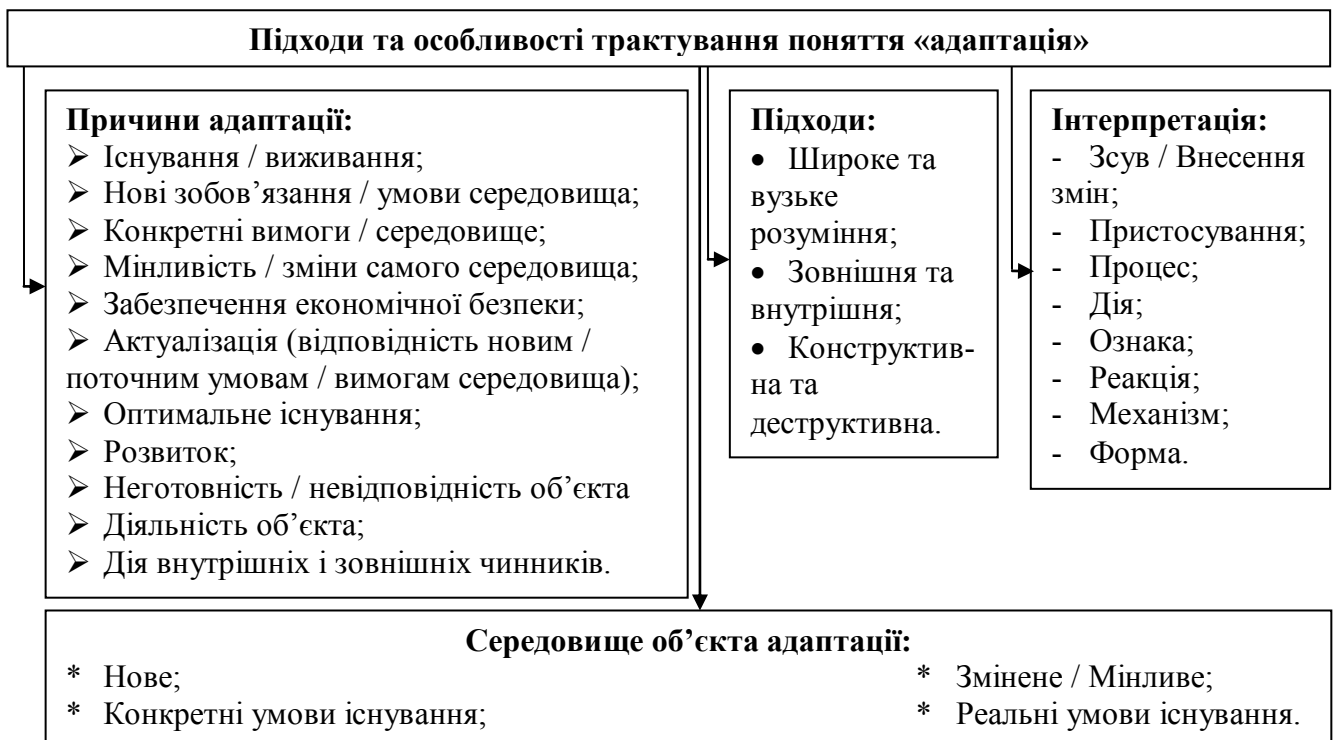 Підходи та особливості трактування поняття «адаптація»
Причини адаптації:
➢ Існування / виживання;
➢ Нові зобов’язання / умови середовища;
➢ Конкретні вимоги / середовище;
➢ Мінливість / зміни самого середовища;
➢ Забезпечення економічної безпеки;
➢ Актуалізація (відповідність новим /
поточним умовам / вимогам середовища);
➢ Оптимальне існування;
➢ Розвиток;
➢ Неготовність / невідповідність об’єкта
➢ Діяльність об’єкта;
➢ Дія внутрішніх і зовнішніх чинників.
Підходи:
• Широке та
вузьке
розуміння;
• Зовнішня та
внутрішня;
• Конструктив-
на та
деструктивна.
Інтерпретація:
- Зсув / Внесення
змін;
- Пристосування;
- Процес;
- Дія;
- Ознака;
- Реакція;
- Механізм;
- Форма.
Середовище об’єкта адаптації:
* Нове;
* Конкретні умови існування;
* Змінене / Мінливе;
* Реальні умови існування.